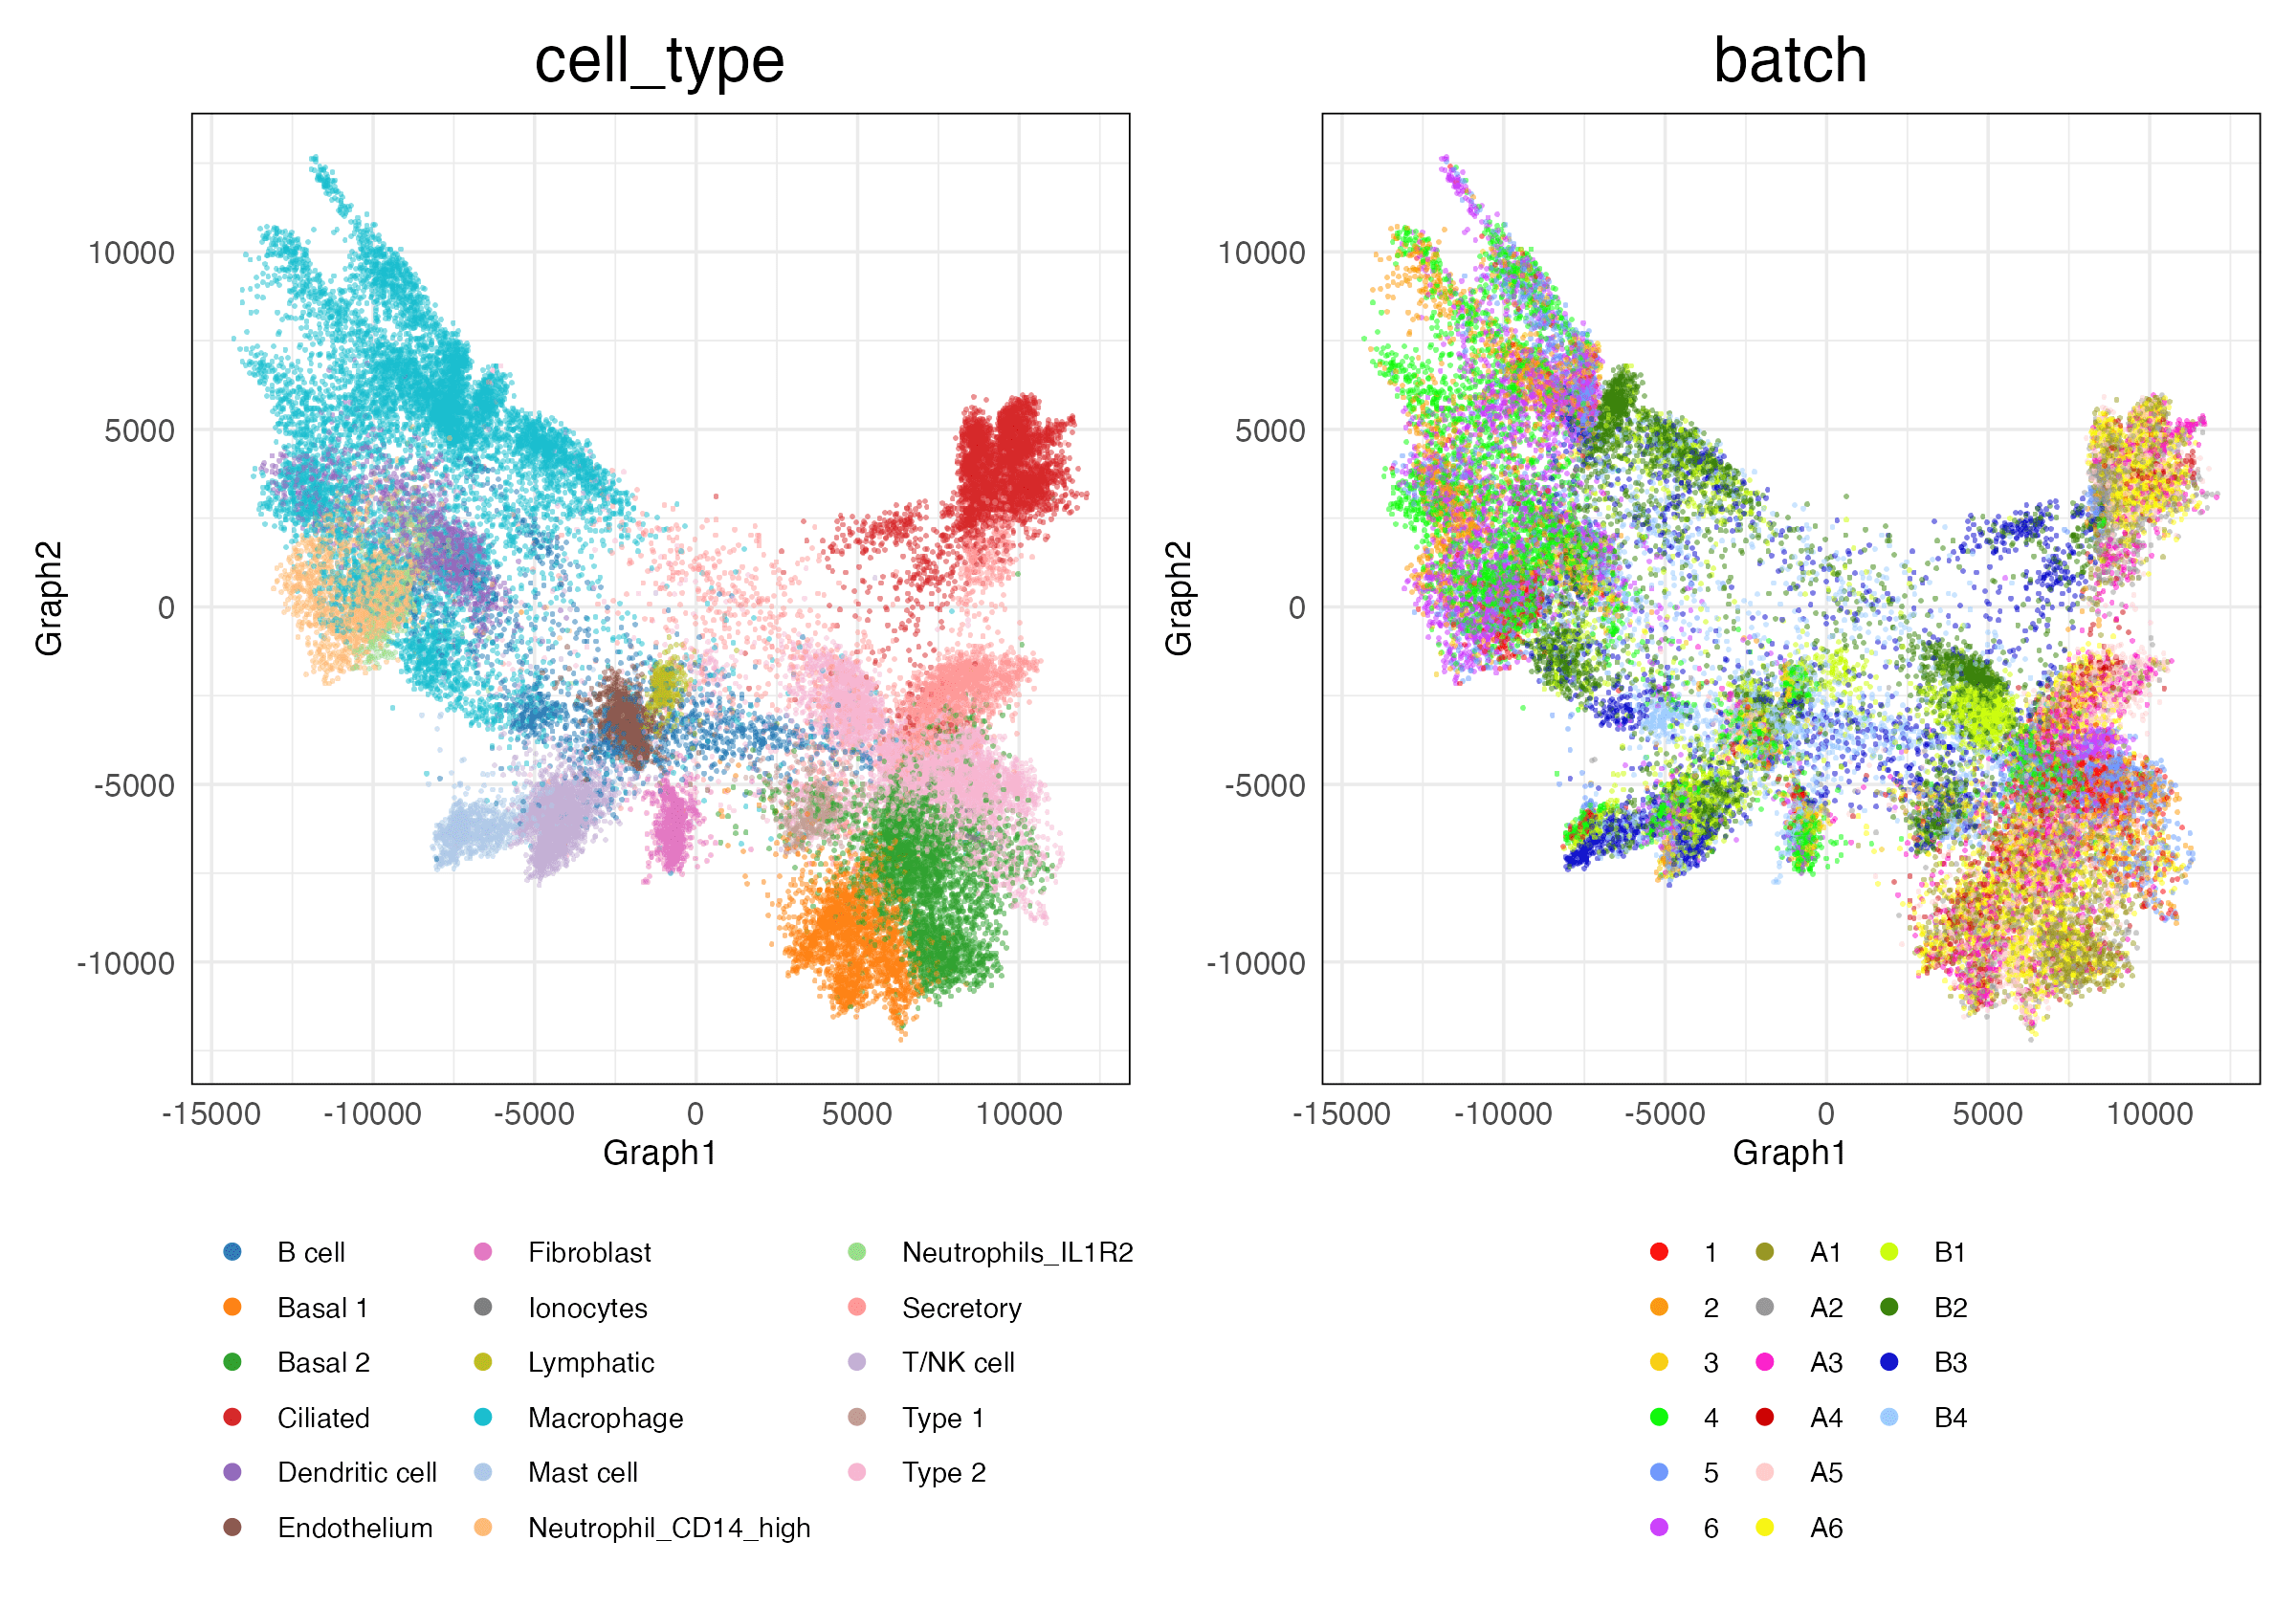 cell_type
batch
10000
5000
0
-5000
-10000
-15000 -10000 -5000 0 5000 10000
Graph1
Graph2
10000
5000
0
-5000
-10000
-15000 -10000 -5000 0 5000 10000
Graph1
Graph2
B cell
Basal 1
Basal 2
Ciliated
Dendritic cell
Endothelium
Fibroblast
Ionocytes
Lymphatic
Macrophage
Mast cell
Neutrophil_CD14_high
Neutrophils_IL1R2
Secretory
T/NK cell
Type 1
Type 2
1
2
3
4
5
6
A1
A2
A3
A4
A5
A6
B1
B2
B3
B4